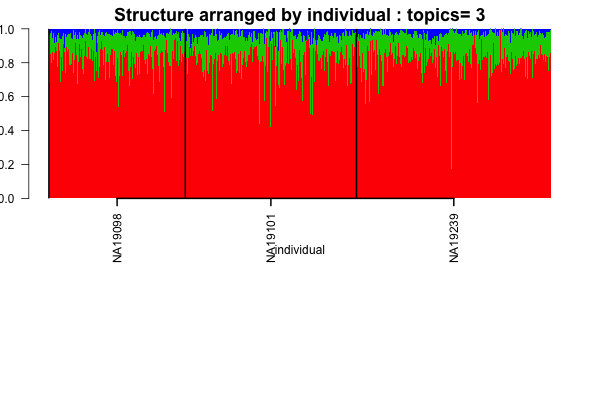 Structure arranged by individual : topics= 3
1.0
0.8
0.6
0.4
0.2
0.0
NA19098
NA19101
NA19239
individual